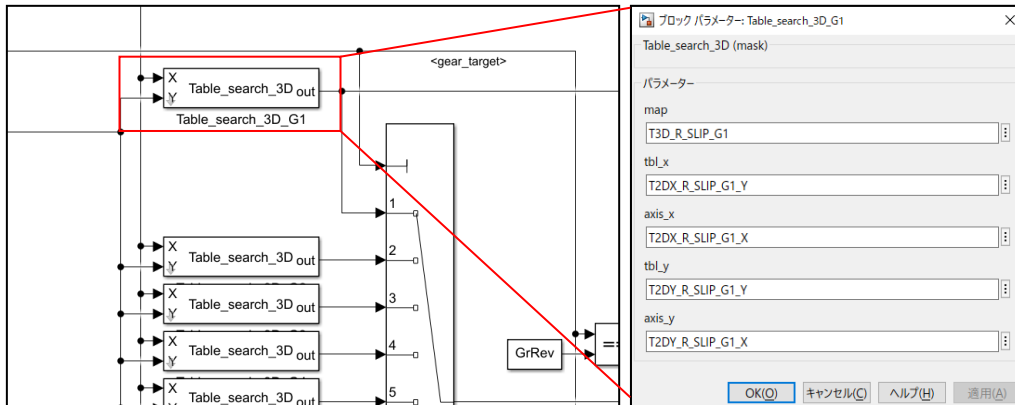 <gear_target>
X
Y
Table_search_3D
out
Table_search_3D_G1
1
X
Y
Table_search_3D
out
2
X
Y
Table_search_3D
out
3
X
Y
Table_search_3D
out
4
X
Y
Table_search_3D
out
5
GrRev
==
ブロック パラメーター: Table_search_3D_G1
Table_search_3D (mask)
パラメーター
map
T3D_R_SLIP_G1
tbl_x
T2DX_R_SLIP_G1_Y
axis_x
T2DX_R_SLIP_G1_X
tbl_y
T2DY_R_SLIP_G1_Y
axis_y
T2DY_R_SLIP_G1_X
OK(O)
キャンセル(C)
ヘルプ(H)
適用(A)